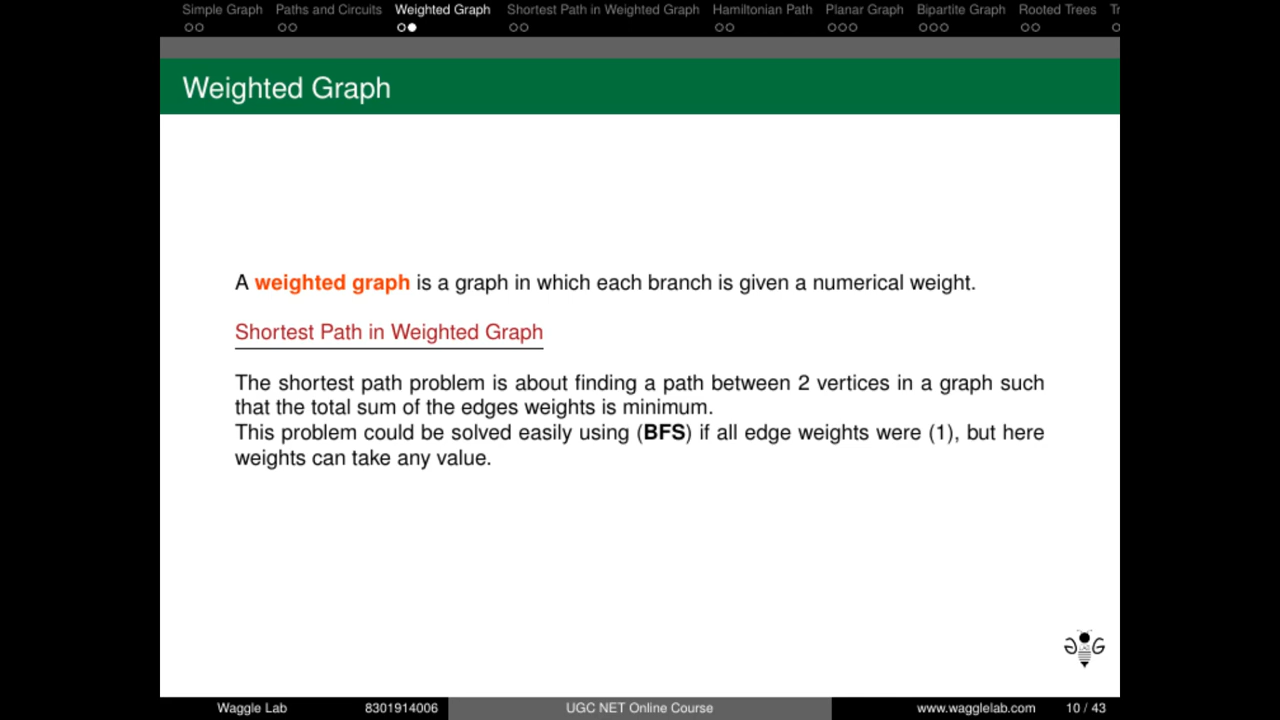 Simple Graph Paths and Circuits Weighted Graph Shortest Path in Weighted Graph Hamiltonian Path Planar Graph Bipartite Graph Rooted Trees
Weighted Graph
A weighted graph is a graph in which each branch is given a numerical weight.
Shortest Path in Weighted Graph
The shortest path problem is about finding a path between 2 vertices in a graph such
that the total sum of the edges weights is minimum.
This problem could be solved easily using (BFS) if all edge weights were (1), but here
weights can take any value.
Waggle Lab 8301914006 UGC NET Online Course www.wagglelab.com 10 / 43